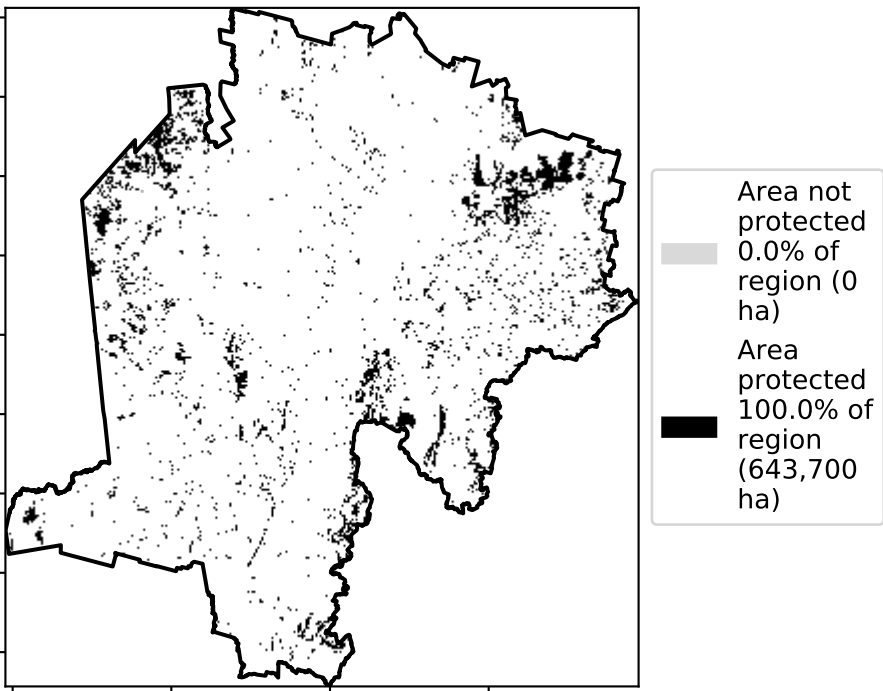 Area not
protected
0.0% of
region (0
ha)
Area
protected
100.0% of
region
(643,700
ha)